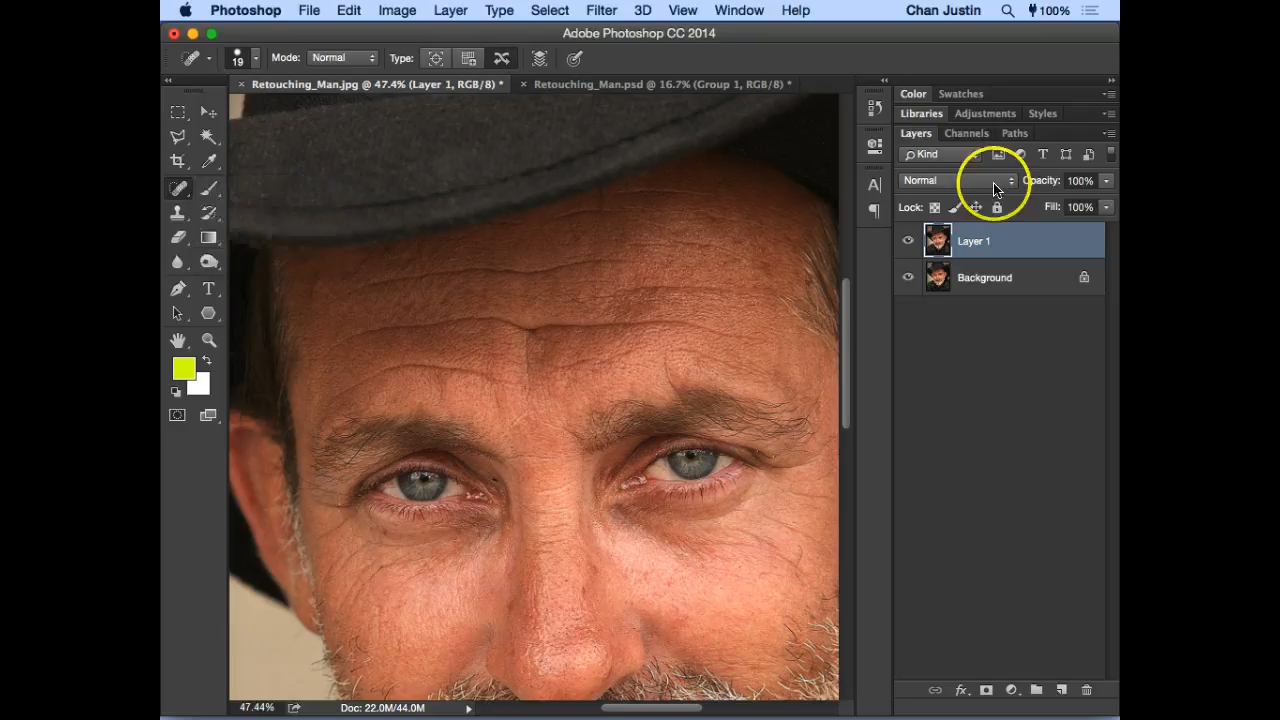 Photoshop File Edit Image Layer Type Select Filter 3D View Window Help Chan Justin 100%
Adobe Photoshop CC 2014
19 Mode: Normal Type:
Retouching_Man.jpg @ 47.4% (Layer 1, RGB/8) * Retouching_Man.psd @ 16.7% (Group 1, RGB/8) *
Color Swatches
Libraries Adjustments Styles
Layers Channels Paths
Kind
Normal Opacity: 100%
Lock: Fill: 100%
Layer 1
Background
47.44% Doc: 22.0M/44.0M